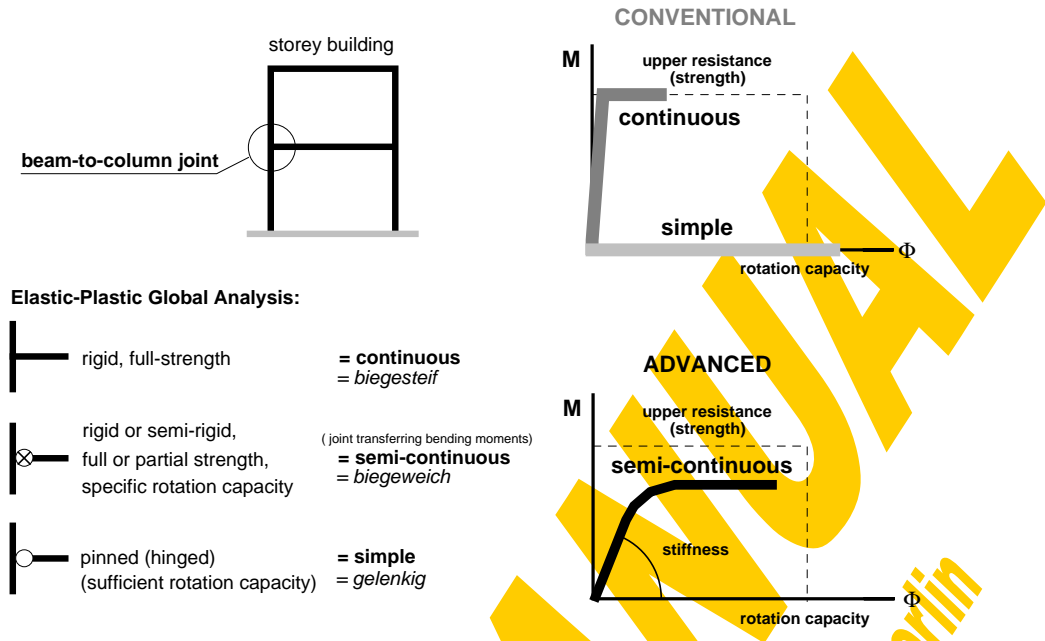 storey building
beam-to-column joint
CONVENTIONAL
M
upper resistance
(strength)
continuous
simple
Φ
rotation capacity
Elastic-Plastic Global Analysis:
rigid, full-strength
= continuous
= biegesteif
rigid or semi-rigid,
full or partial strength,
specific rotation capacity
( joint transferring bending moments)
= semi-continuous
= biegeweich
pinned (hinged)
(sufficient rotation capacity)
= simple
= gelenkig
ADVANCED
M
upper resistance
(strength)
semi-continuous
stiffness
Φ
rotation capacity